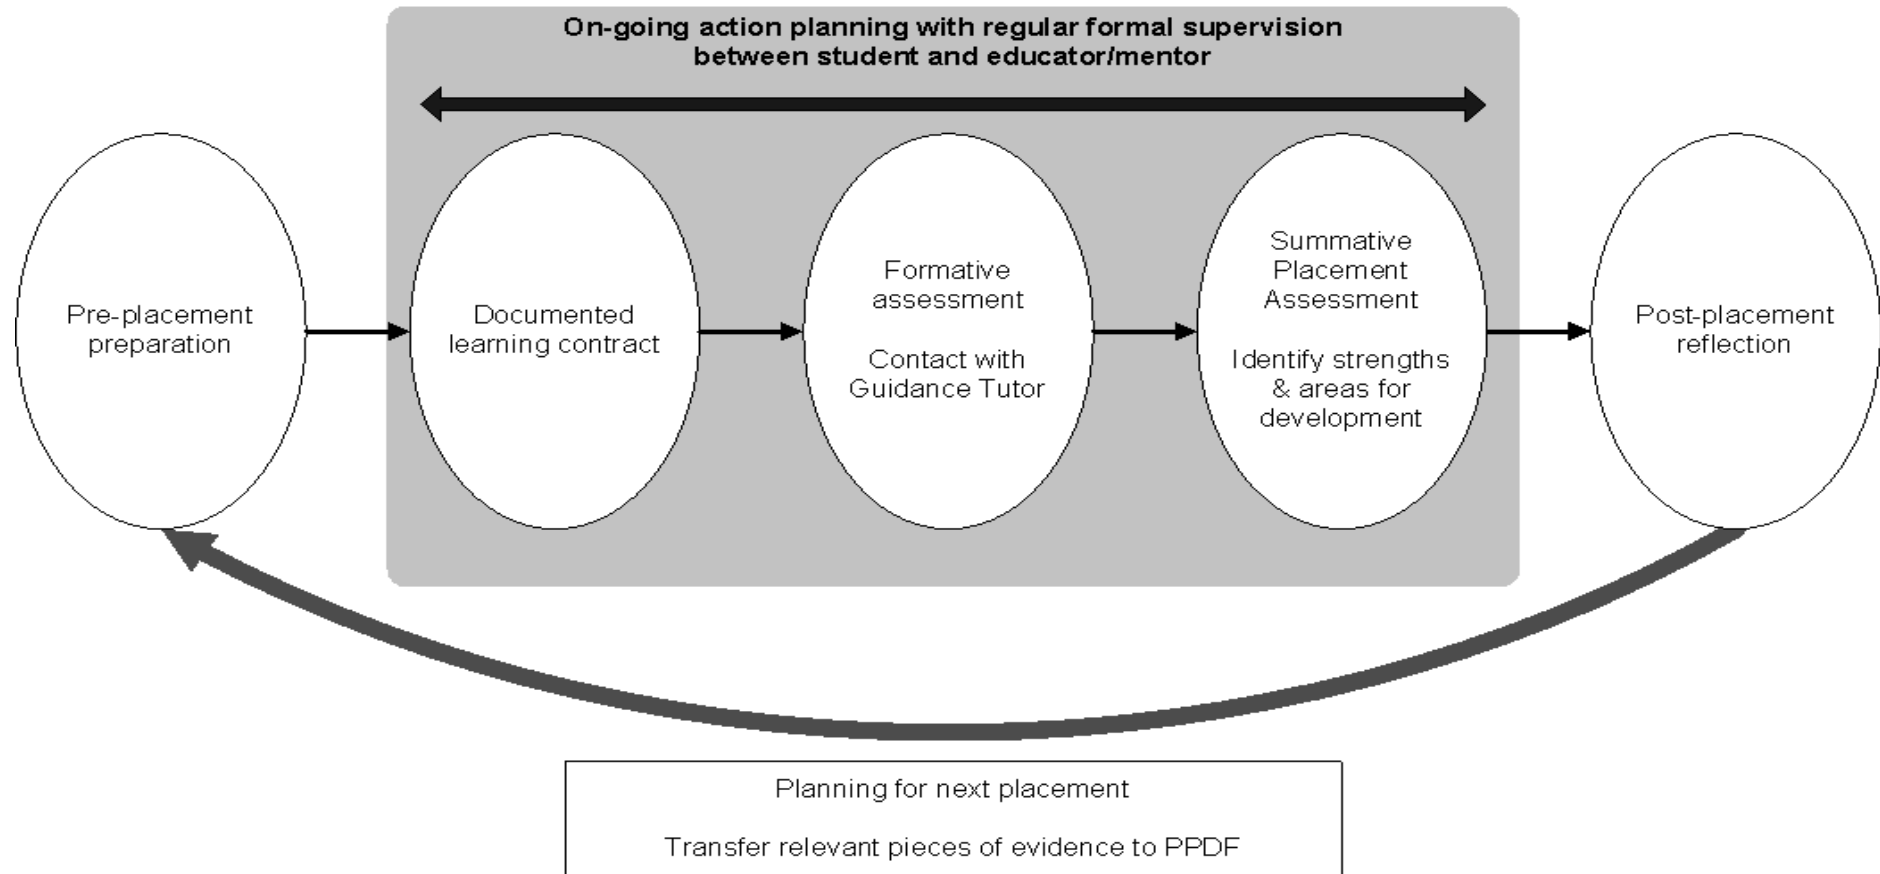 On-going action planning with regular formal supervision
between student and educator/mentor
Pre-placement
preparation
Documented
learning contract
Formative
assessment
Contact with
Guidance Tutor
Summative
Placement
Assessment
Identify strengths
& areas for
development
Post-placement
reflection
Planning for next placement
Transfer relevant pieces of evidence to PPDF